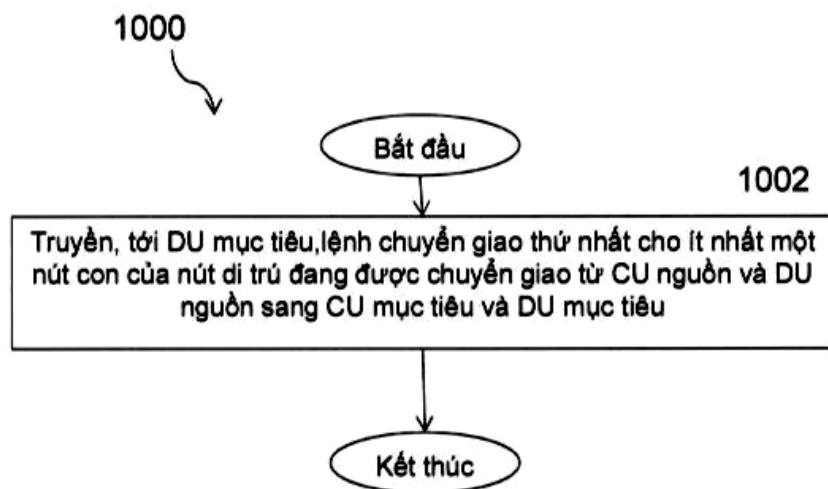 1000
Bắt đầu
1002
Truyền, tới DU mục tiêu,lệnh chuyển giao thứ nhất cho ít nhất một
nút con của nút di trú đang được chuyển giao từ CU nguồn và DU
nguồn sang CU mục tiêu và DU mục tiêu
Kết thúc